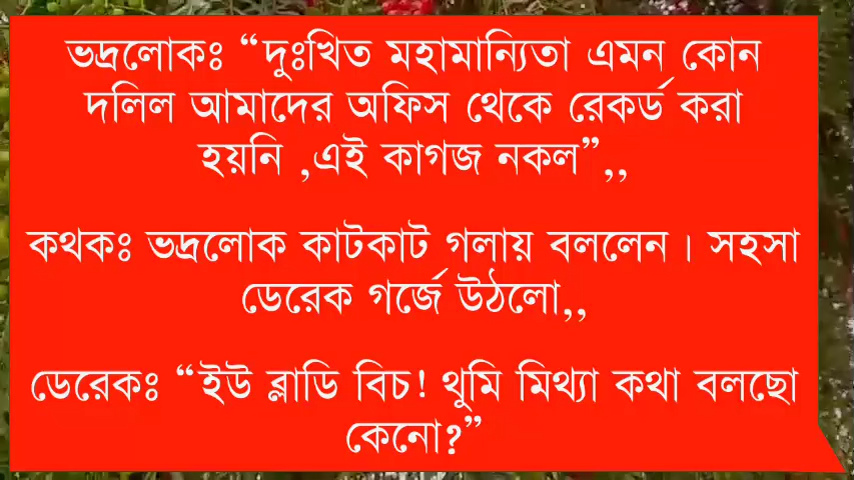 ভদ্রলোকঃ “দুঃখিত মহামান্যিতা এমন কোন
দলিল আমাদের অফিস থেকে রেকর্ড করা
হয়নি ,এই কাগজ নকল”,,
কথকঃ ভদ্রলোক কাটকাট গলায় বললেন। সহসা
ডেরেক গর্জে উঠলো,,
ডেরেকঃ “ইউ ব্লাডি বিচ! থুমি মিথ্যা কথা বলছো
কেনো?”